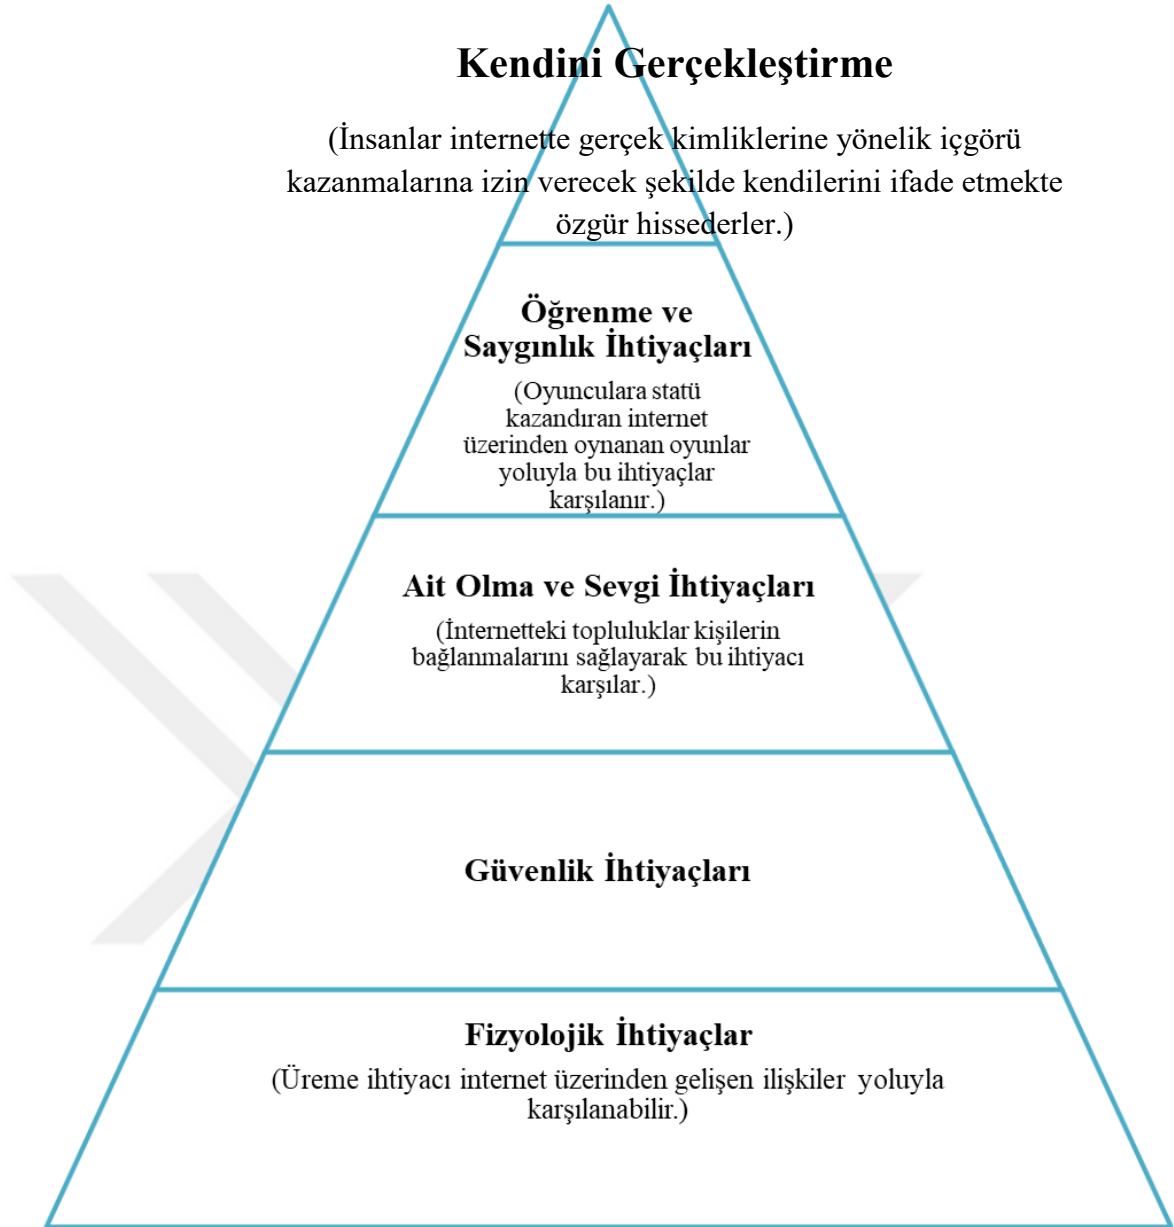 Kendini Gerçekleştirme
(İnsanlar internette gerçek kimliklerine yönelik içgörü
kazanmalarına izin verecek şekilde kendilerini ifade etmekte
özgür hissederler.)
Öğrenme ve
Saygınlık İhtiyaçları
(Oyunculara statü
kazandıran internet
üzerinden oynanan oyunlar
yoluyla bu ihtiyaçlar
karşılanır.)
Ait Olma ve Sevgi İhtiyaçları
(İnternetteki topluluklar kişilerin
bağlanmalarını sağlayarak bu ihtiyacı
karşılar.)
Güvenlik İhtiyaçları
Fizyolojik İhtiyaçlar
(Üreme ihtiyacı internet üzerinden gelişen ilişkiler yoluyla
karşılanabilir.)